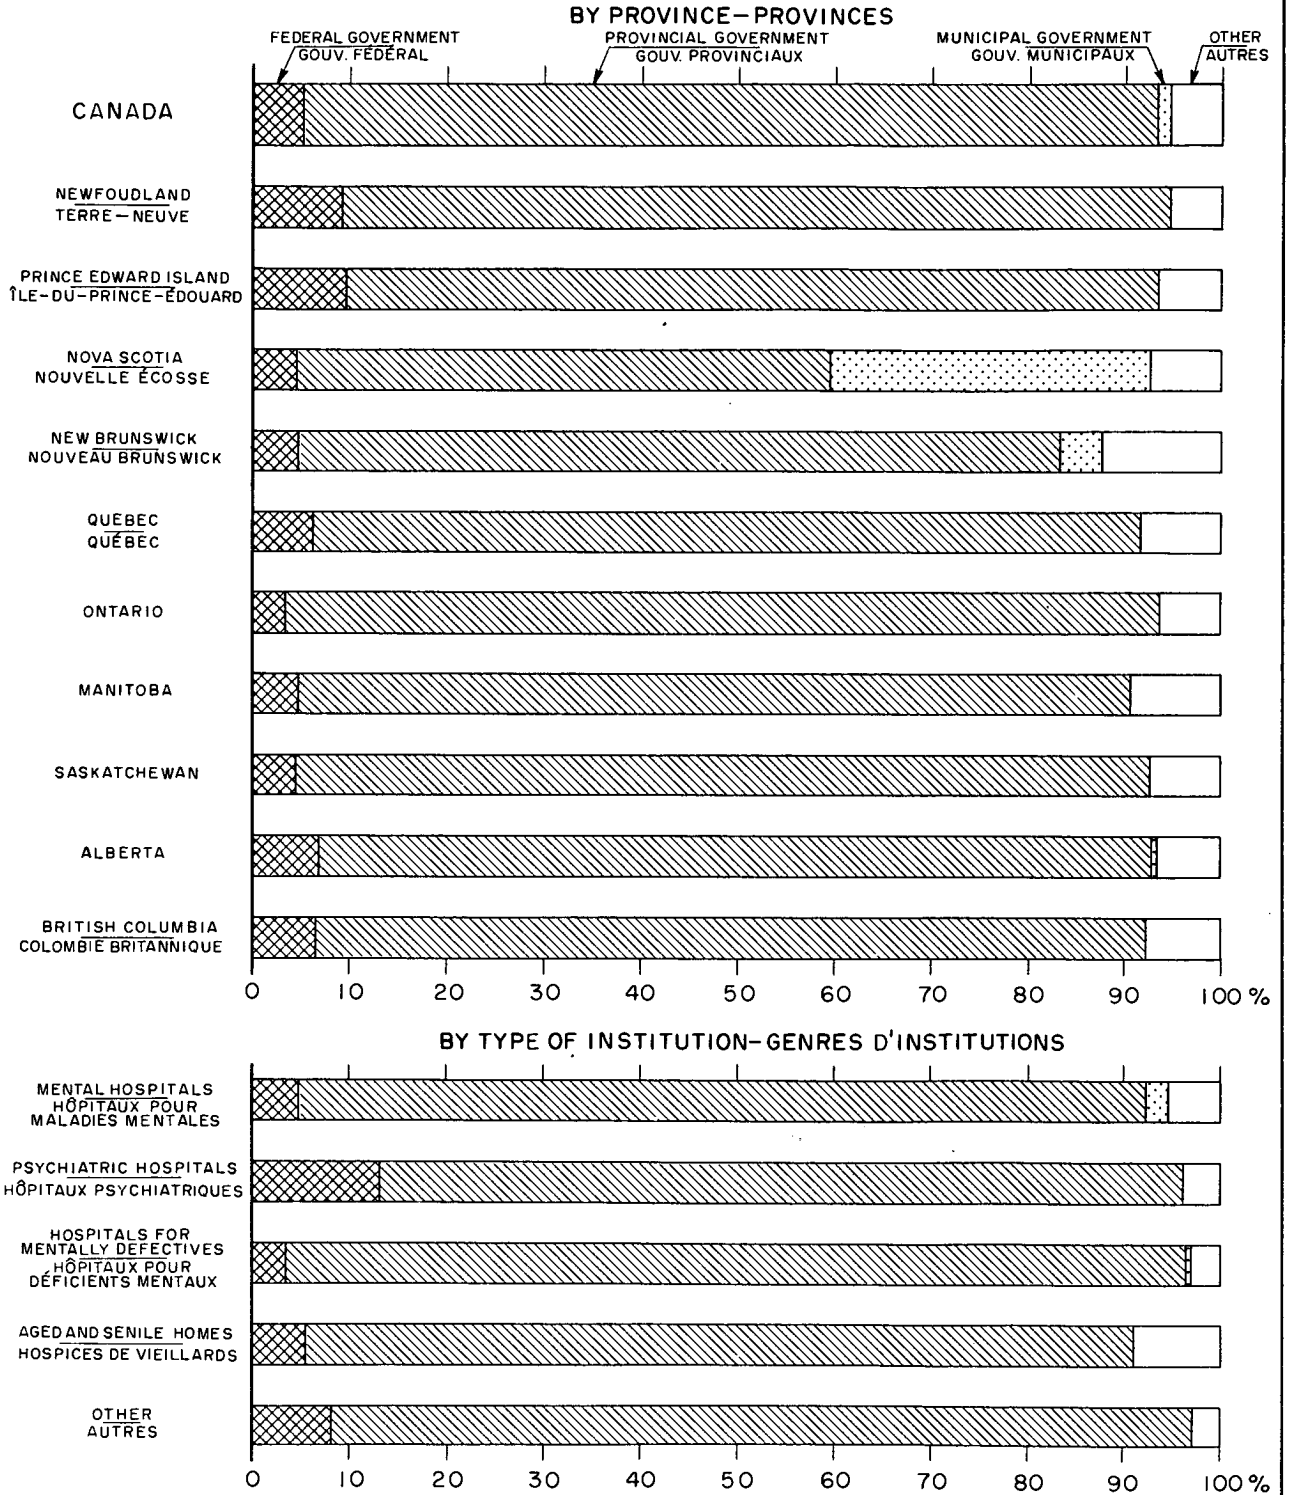 BY PROVINCE-PROVINCES
FEDERAL GOVERNMENT
GOUV. FÉDÉRAL
PROVINCIAL GOVERNMENT
GOUV. PROVINCIAUX
MUNICIPAL GOVERNMENT
GOUV. MUNICIPAUX
OTHER
AUTRES
CANADA
NEWFOUDLAND
TERRE-NEUVE
PRINCE EDWARD ISLAND
ÎLE-DU-PRINCE-ÉDOUARD
NOVA SCOTIA
NOUVELLE ÉCOSSE
NEW BRUNSWICK
NOUVEAU BRUNSWICK
QUEBEC
QUÉBEC
ONTARIO
MANITOBA
SASKATCHEWAN
ALBERTA
BRITISH COLUMBIA
COLOMBIE BRITANNIQUE
0 10 20 30 40 50 60 70 80 90 100 %
BY TYPE OF INSTITUTION-GENRES D'INSTITUTIONS
MENTAL HOSPITALS
HÔPITAUX POUR
MALADIES MENTALES
PSYCHIATRIC HOSPITALS
HÔPITAUX PSYCHIATRIQUES
HOSPITALS FOR
MENTALLY DEFECTIVES
HÔPITAUX POUR
DÉFICIENTS MENTAUX
AGED AND SENILE HOMES
HOSPICES DE VIEILLARDS
OTHER
AUTRES
0 10 20 30 40 50 60 70 80 90 100 %